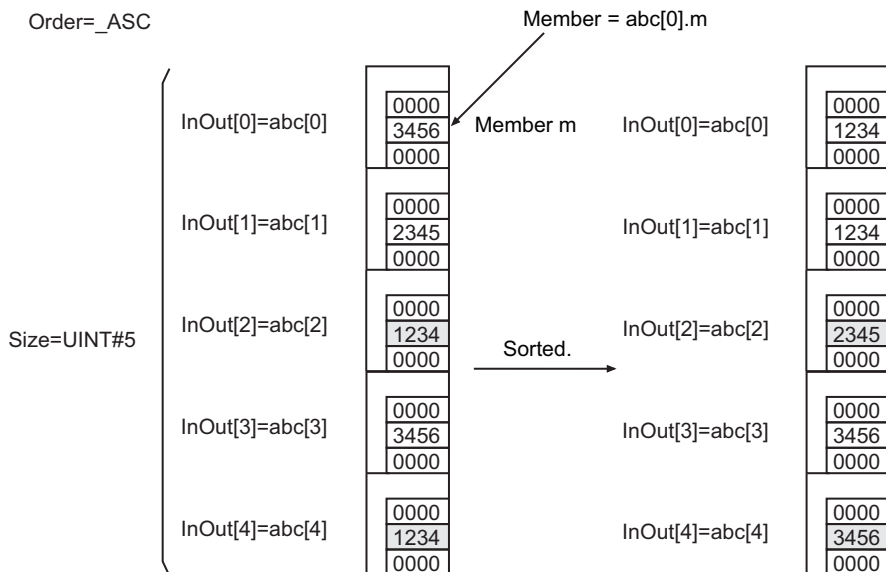 Order=_ASC
Member = abc[0].m
Size=UINT#5
InOut[0]=abc[0]
0000
3456
0000
Member m
InOut[1]=abc[1]
0000
2345
0000
InOut[2]=abc[2]
0000
1234
0000
InOut[3]=abc[3]
0000
3456
0000
InOut[4]=abc[4]
0000
1234
0000
Sorted.
InOut[0]=abc[0]
0000
1234
0000
InOut[1]=abc[1]
0000
1234
0000
InOut[2]=abc[2]
0000
2345
0000
InOut[3]=abc[3]
0000
3456
0000
InOut[4]=abc[4]
0000
3456
0000